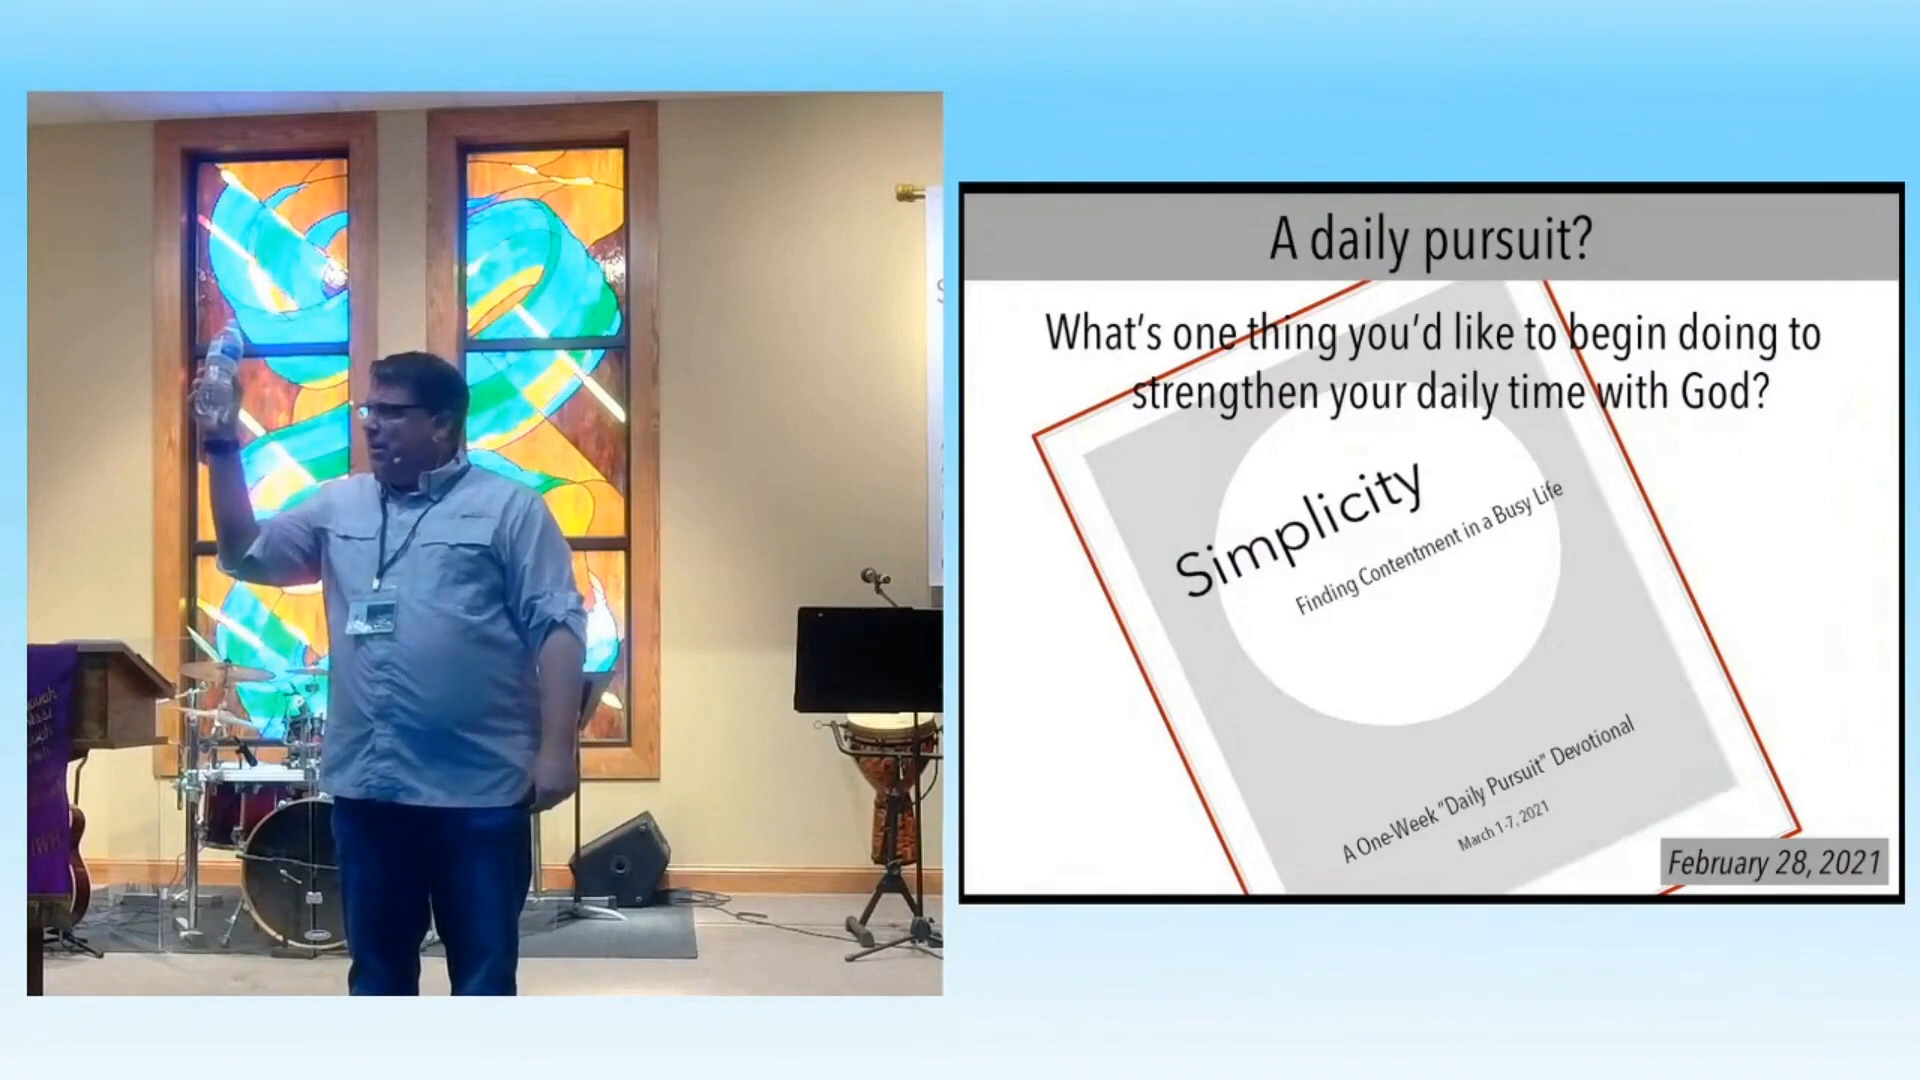 A daily pursuit?
What's one thing you'd like to begin doing to
strengthen your daily time with God?
Simplicity
Finding Contentment in a Busy Life
A One-Week "Daily Pursuit" Devotional
March 1-7, 2021
February 28, 2021